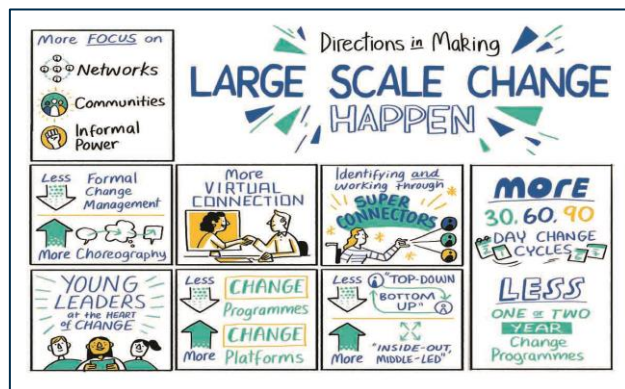 More FOCUS on
Networks
Communities
Informal
Power
Directions in Making
LARGE SCALE CHANGE
HAPPEN
Less Formal
Change
Management
More Choreography
More
VIRTUAL
CONNECTION
Identifying and
working through
SUPER
CONNECTORS
MORE
30, 60, 90
DAY CHANGE
CYCLES
LESS
ONE or TWO
YEAR
Change
Programmes
YOUNG
LEADERS
at the HEART
of CHANGE
Less CHANGE
Programmes
CHANGE
More Platforms
Less "TOP-DOWN
BOTTOM
UP"
"INSIDE-OUT,
More MIDDLE-LED"